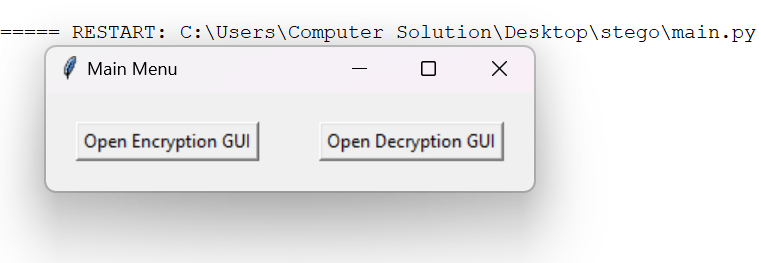 ===== RESTART: C:\Users\Computer Solution\Desktop\stego\main.py
Main Menu
Open Encryption GUI Open Decryption GUI